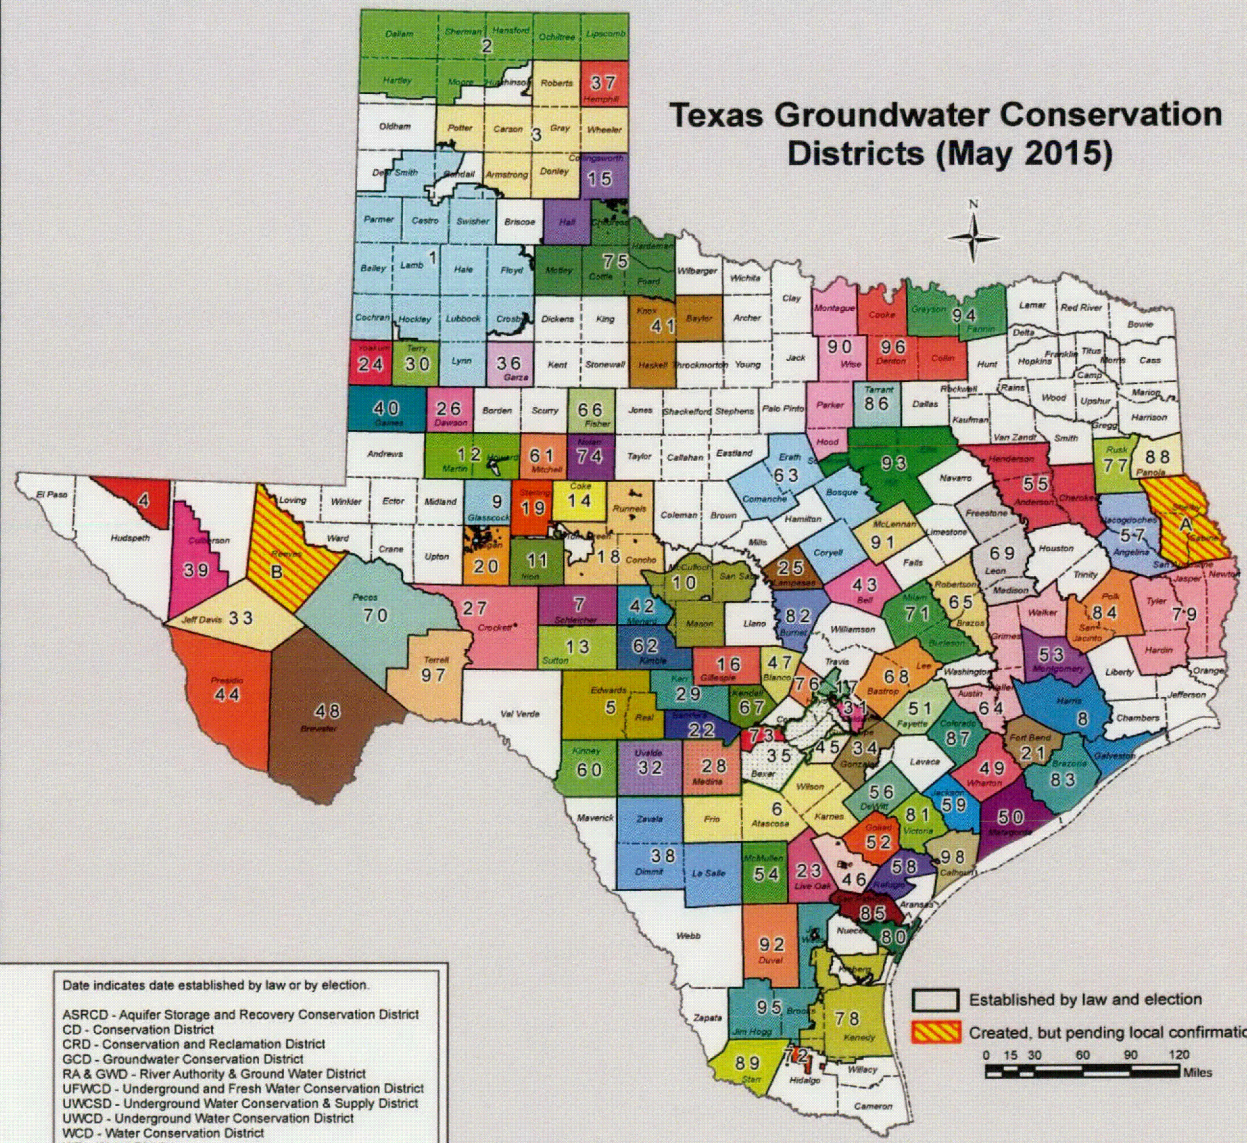 Texas Groundwater Conservation
Districts (May 2015)
N
Dallam Sherman Hansford Ochiltree Lipscomb
2
Hartley Moore Hutchinson Roberts 37 Hemphill
Oldham Potter Carson Gray Wheeler
3
Deaf Smith Randall Armstrong Donley Collingsworth
15
Parmer Castro Swisher Briscoe Hall Childress
Hardeman
1 75
Bailey Lamb Hale Floyd Motley Cottle Foard Wilbarger Wichita
Clay Montague Cooke Grayson 94 Fannin Lamar Red River
Cochran Hockley Lubbock Crosby Dickens King Knox 41 Baylor Archer Bowie
Delta
Yoakum 24 Terry 30 Lynn 36 Garza Kent Stonewall Haskell Throckmorton Young Jack 90 Wise 96 Denton Collin Hunt Hopkins Franklin Titus Morris Cass
Camp
40 Gaines 26 Dawson Borden Scurry 66 Fisher Jones Shackelford Stephens Palo Pinto Parker Tarrant 86 Dallas Rockwall Rains Wood Upshur Marion
Kaufman Gregg Harrison
Hood Van Zandt Smith
Andrews 12 Martin Howard 61 Mitchell Nolan 74 Taylor Callahan Eastland Erath 63 93 Ellis Hill Henderson Rusk 77 88 Panola
Navarro 55 Anderson Cherokee Shelby
A
Sabine
El Paso 4 Hudspeth Culberson 39 Loving Winkler Ector Midland 9 Glasscock Sterling 19 Coke 14 Runnels Coleman Brown Comanche Bosque
Hamilton McLennan 91 Limestone Freestone Nacogdoches 57 Angelina
Reeves B Ward Crane Upton Reagan 20 11 Irion Tom Green 18 Concho Mills Coryell Falls 69 Leon Houston
McCulloch 10 San Saba 25 Lampasas 43 Bell Robertson 65 Brazos Madison Trinity Jasper Newton
Jeff Davis 33 Pecos 70 27 Crockett 7 Schleicher 42 Menard Mason Llano 82 Burnet Williamson Milam 71 Burleson Walker Polk 84 San Jacinto Tyler 79
Grimes Hardin
Terrell 97 13 Sutton 62 Kimble 16 Gillespie 47 Blanco Travis 68 Bastrop Lee Washington 53 Montgomery Liberty Orange
Presidio 44 48 Brewster Val Verde Edwards 5 Real Kerr 29 Kendall 67 76 Hays 17 31 51 Fayette Austin 64 Waller Harris 8 Jefferson
Chambers
Bandera 22 73 Comal 45 34 Gonzales Colorado 87 Fort Bend 21 Galveston
Kinney 60 Uvalde 32 28 Medina 35 Bexar Lavaca 49 Wharton Brazoria 83
Wilson 56 DeWitt Jackson 59
Maverick Zavala Frio 6 Atascosa Karnes 81 Victoria 50 Matagorda
Goliad 52
38 Dimmit La Salle McMullen 54 23 Live Oak Bee 46 58 Refugio 98 Calhoun
San Patricio 85 Aransas
Webb 92 Duval Jim Wells Nueces 80
Kleberg
Zapata 95 Jim Hogg Brooks 78 Kenedy
89 Starr 72 Hidalgo Willacy
Cameron
Established by law and election
Created, but pending local confirmatio
0 15 30 60 90 120
Miles
Date indicates date established by law or by election.
ASRCD - Aquifer Storage and Recovery Conservation District
CD - Conservation District
CRD - Conservation and Reclamation District
GCD - Groundwater Conservation District
RA & GWD - River Authority & Ground Water District
UFWCD - Underground and Fresh Water Conservation District
UWCSD - Underground Water Conservation & Supply District
UWCD - Underground Water Conservation District
WCD - Water Conservation District